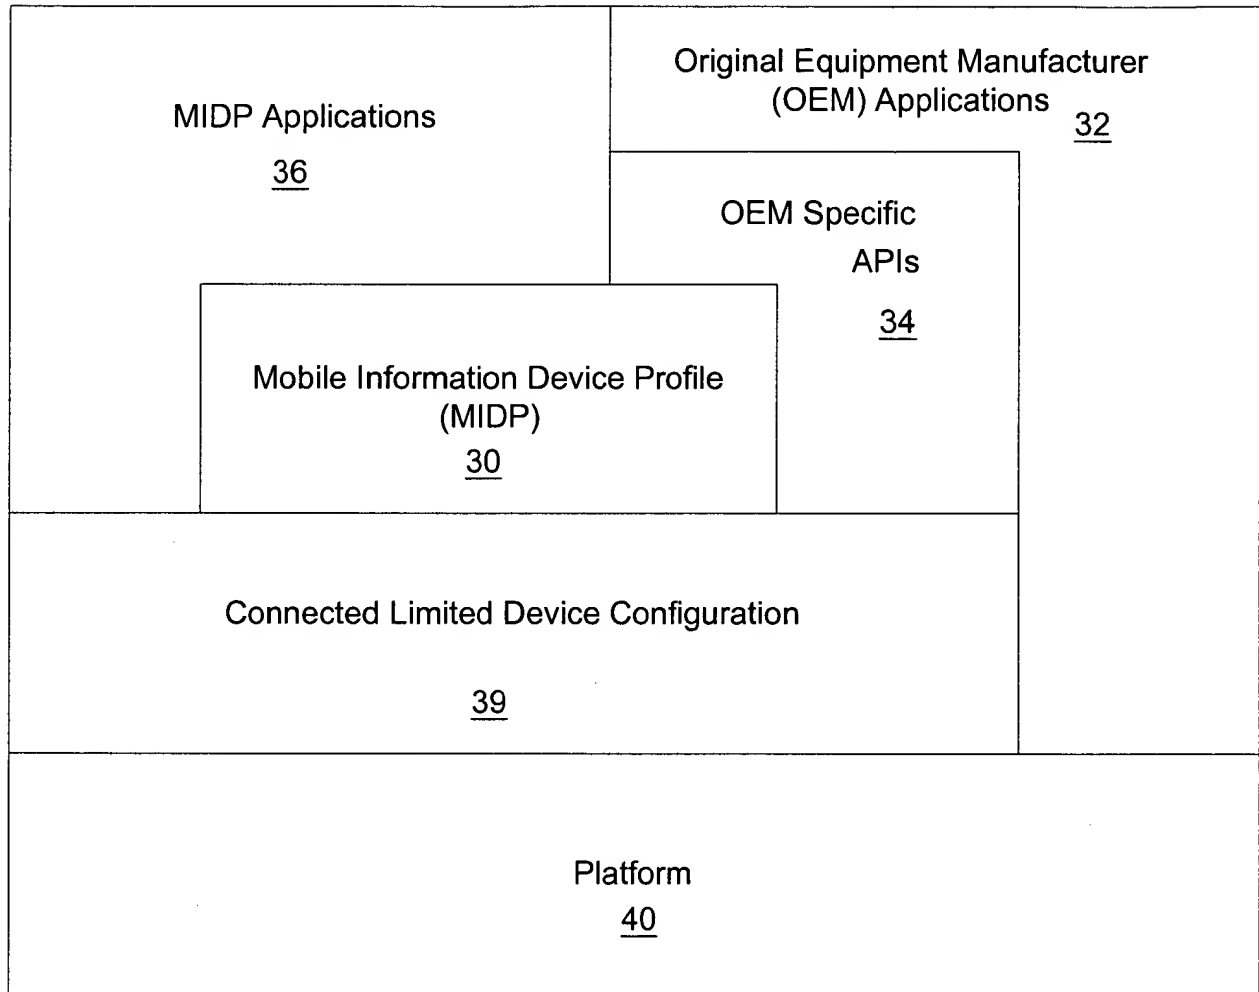 MIDP Applications
36
Original Equipment Manufacturer
(OEM) Applications
32
OEM Specific
APIs
34
Mobile Information Device Profile
(MIDP)
30
Connected Limited Device Configuration
39
Platform
40